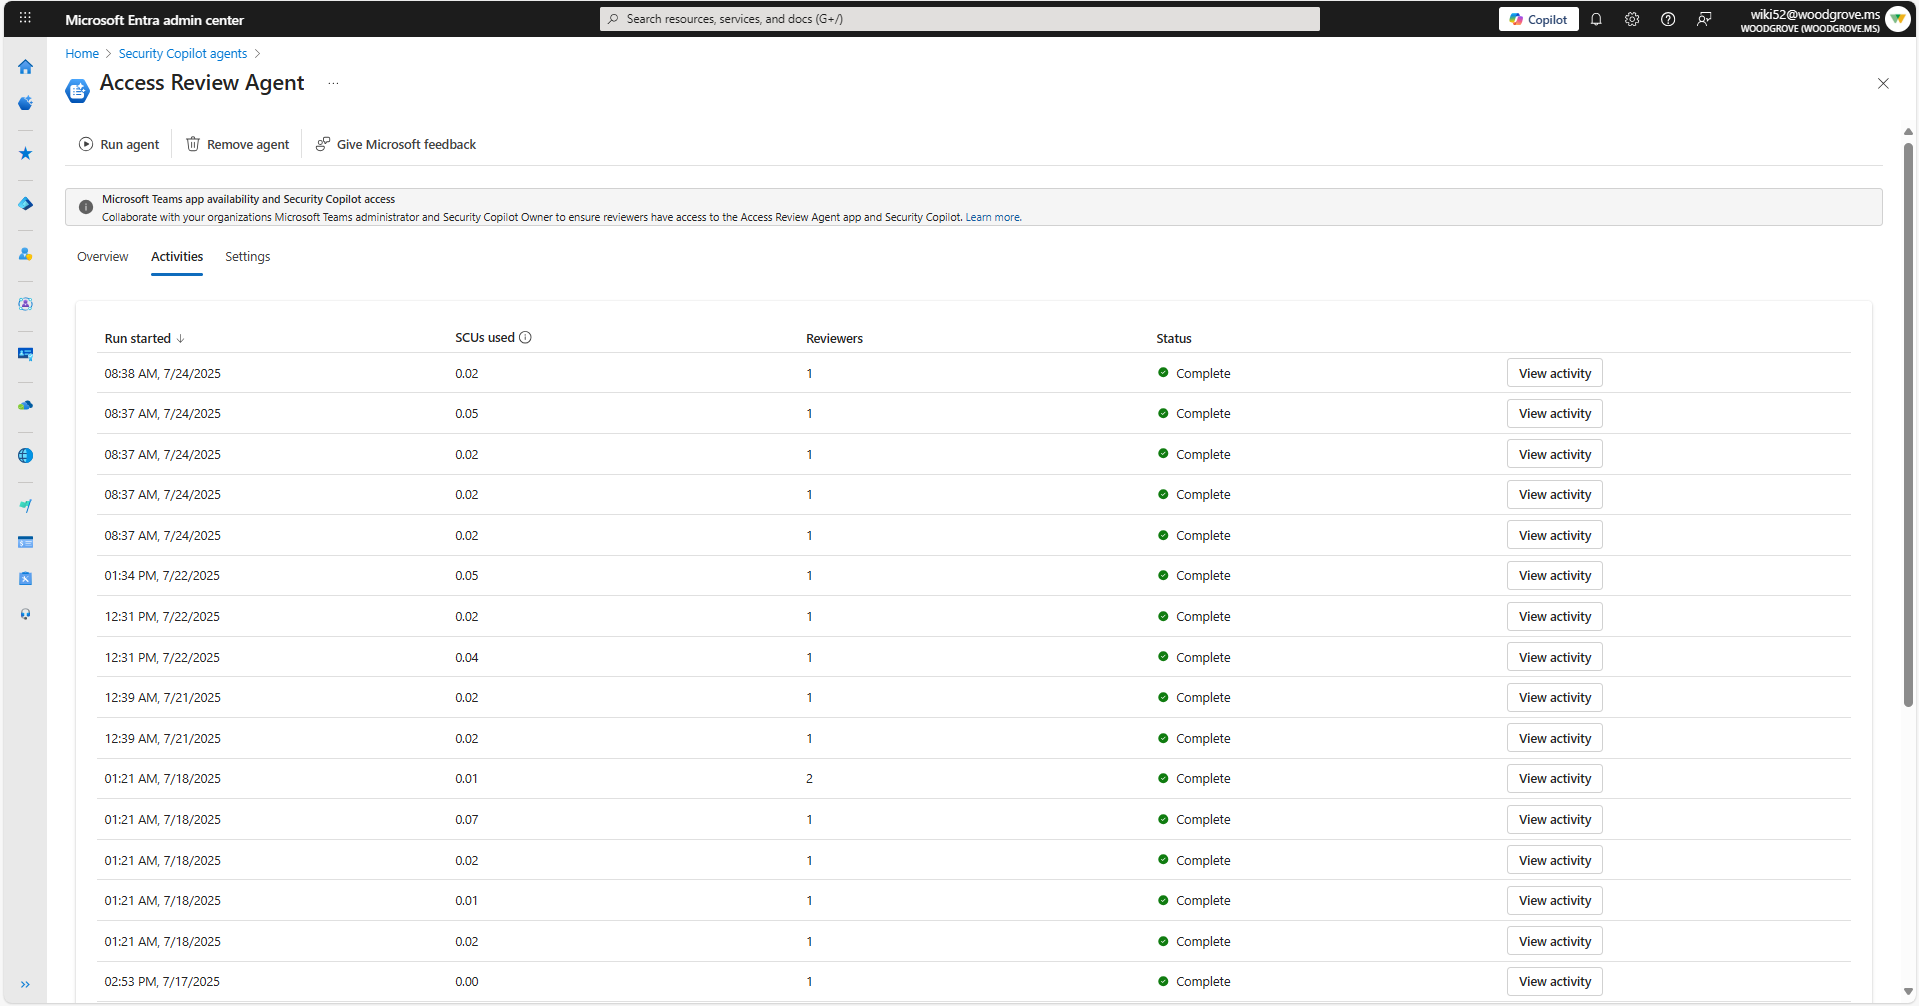 Microsoft Entra admin center
Search resources, services, and docs (G+/)
Copilot
wiki52@woodgrove.ms
WOODGROVE (WOODGROVE.MS)
Home > Security Copilot agents >
Access Review Agent ...
Run agent
Remove agent
Give Microsoft feedback
Microsoft Teams app availability and Security Copilot access
Collaborate with your organizations Microsoft Teams administrator and Security Copilot Owner to ensure reviewers have access to the Access Review Agent app and Security Copilot. Learn more.
Overview Activities Settings
Run started ↓ SCUs used Reviewers Status
08:38 AM, 7/24/2025 0.02 1 Complete View activity
08:37 AM, 7/24/2025 0.05 1 Complete View activity
08:37 AM, 7/24/2025 0.02 1 Complete View activity
08:37 AM, 7/24/2025 0.02 1 Complete View activity
08:37 AM, 7/24/2025 0.02 1 Complete View activity
01:34 PM, 7/22/2025 0.05 1 Complete View activity
12:31 PM, 7/22/2025 0.02 1 Complete View activity
12:31 PM, 7/22/2025 0.04 1 Complete View activity
12:39 AM, 7/21/2025 0.02 1 Complete View activity
12:39 AM, 7/21/2025 0.02 1 Complete View activity
01:21 AM, 7/18/2025 0.01 2 Complete View activity
01:21 AM, 7/18/2025 0.07 1 Complete View activity
01:21 AM, 7/18/2025 0.02 1 Complete View activity
01:21 AM, 7/18/2025 0.01 1 Complete View activity
01:21 AM, 7/18/2025 0.02 1 Complete View activity
02:53 PM, 7/17/2025 0.00 1 Complete View activity